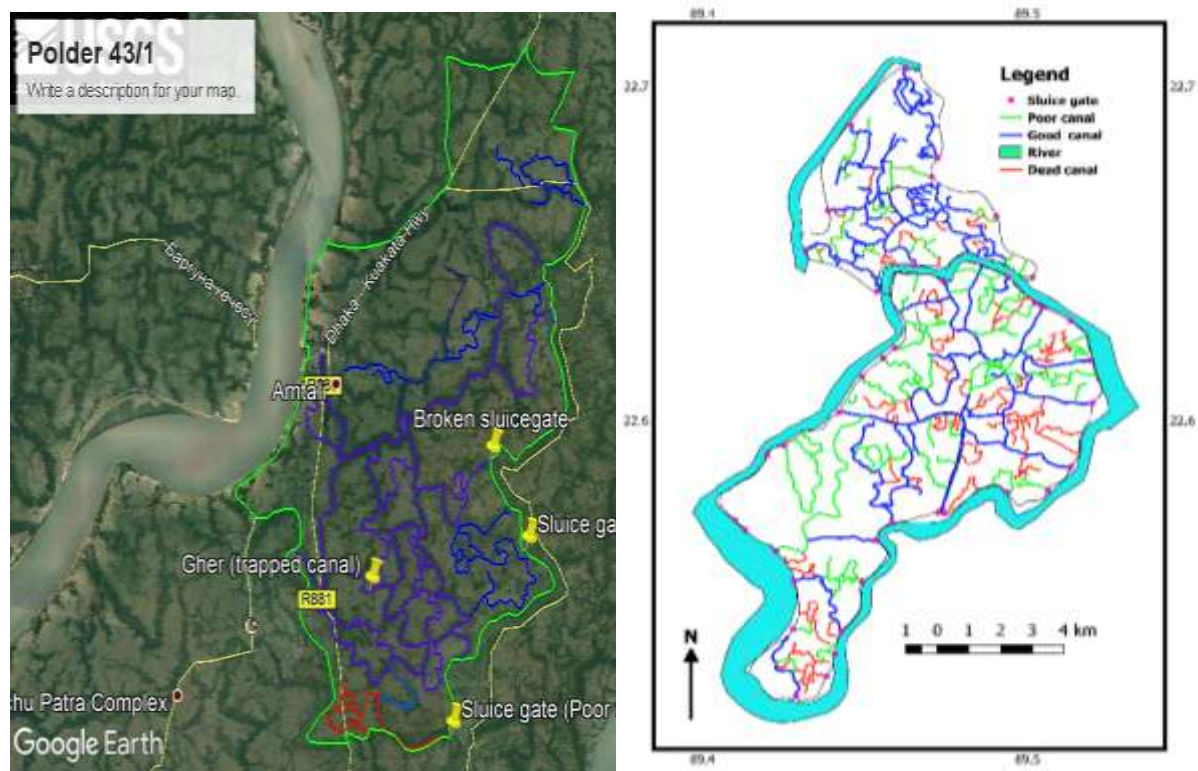 USGS
Polder 43/1
Write a description for your map.
Dhaka - Kuakata Hwy
Amtali
Broken sluicegate
Sluice ga
Gher (trapped canal)
R881
Sluice gate (Poor
hu Patra Complex
Google Earth
89.4
89.5
22.7
22.7
Legend
Sluice gate
Poor canal
Good canal
River
Dead canal
22.6
22.6
1 0 1 2 3 4 km
N
89.4
89.5